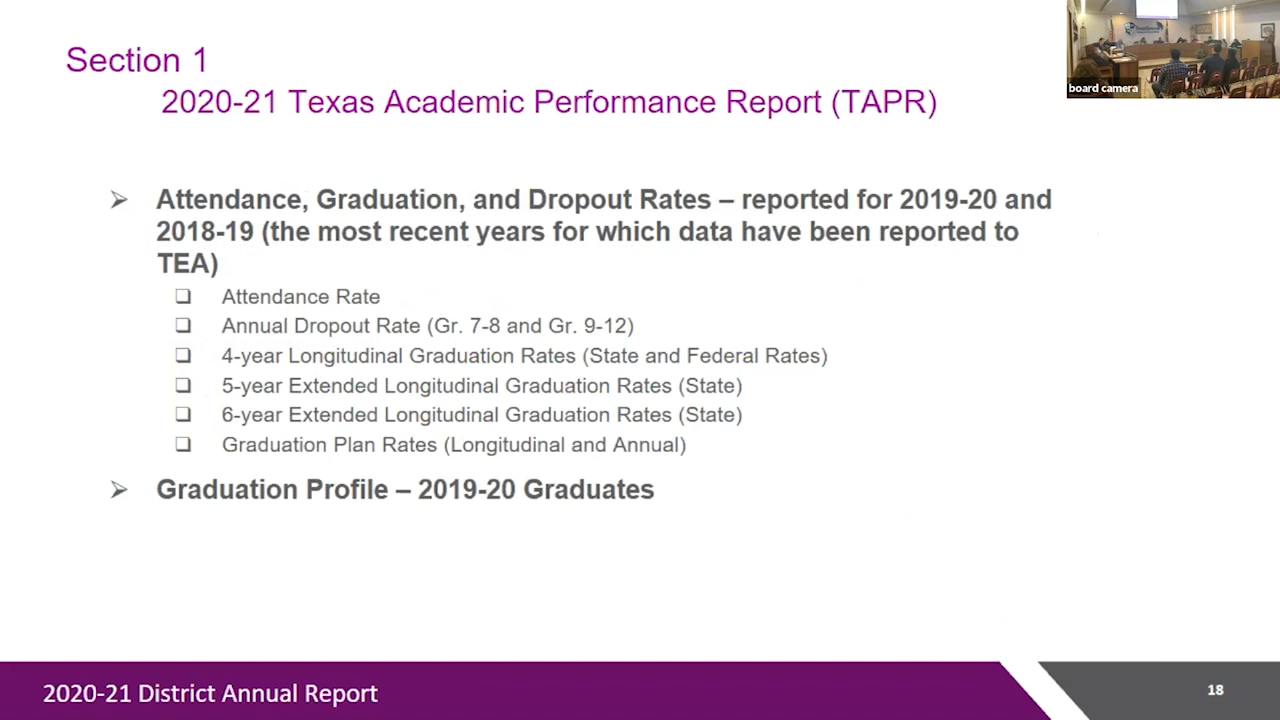 Section 1
2020-21 Texas Academic Performance Report (TAPR)
board camera
➢ Attendance, Graduation, and Dropout Rates – reported for 2019-20 and
2018-19 (the most recent years for which data have been reported to
TEA)
❑ Attendance Rate
❑ Annual Dropout Rate (Gr. 7-8 and Gr. 9-12)
❑ 4-year Longitudinal Graduation Rates (State and Federal Rates)
❑ 5-year Extended Longitudinal Graduation Rates (State)
❑ 6-year Extended Longitudinal Graduation Rates (State)
❑ Graduation Plan Rates (Longitudinal and Annual)
➢ Graduation Profile – 2019-20 Graduates
2020-21 District Annual Report
18